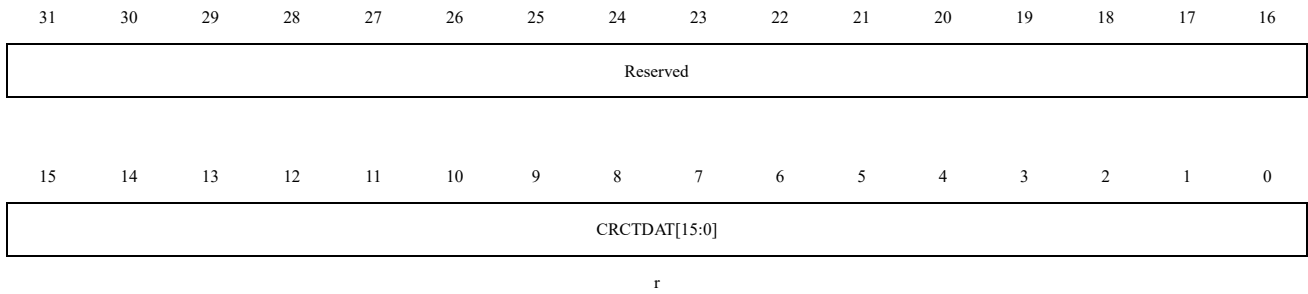 31 30 29 28 27 26 25 24 23 22 21 20 19 18 17 16
Reserved
15 14 13 12 11 10 9 8 7 6 5 4 3 2 1 0
CRCTDAT[15:0]
r